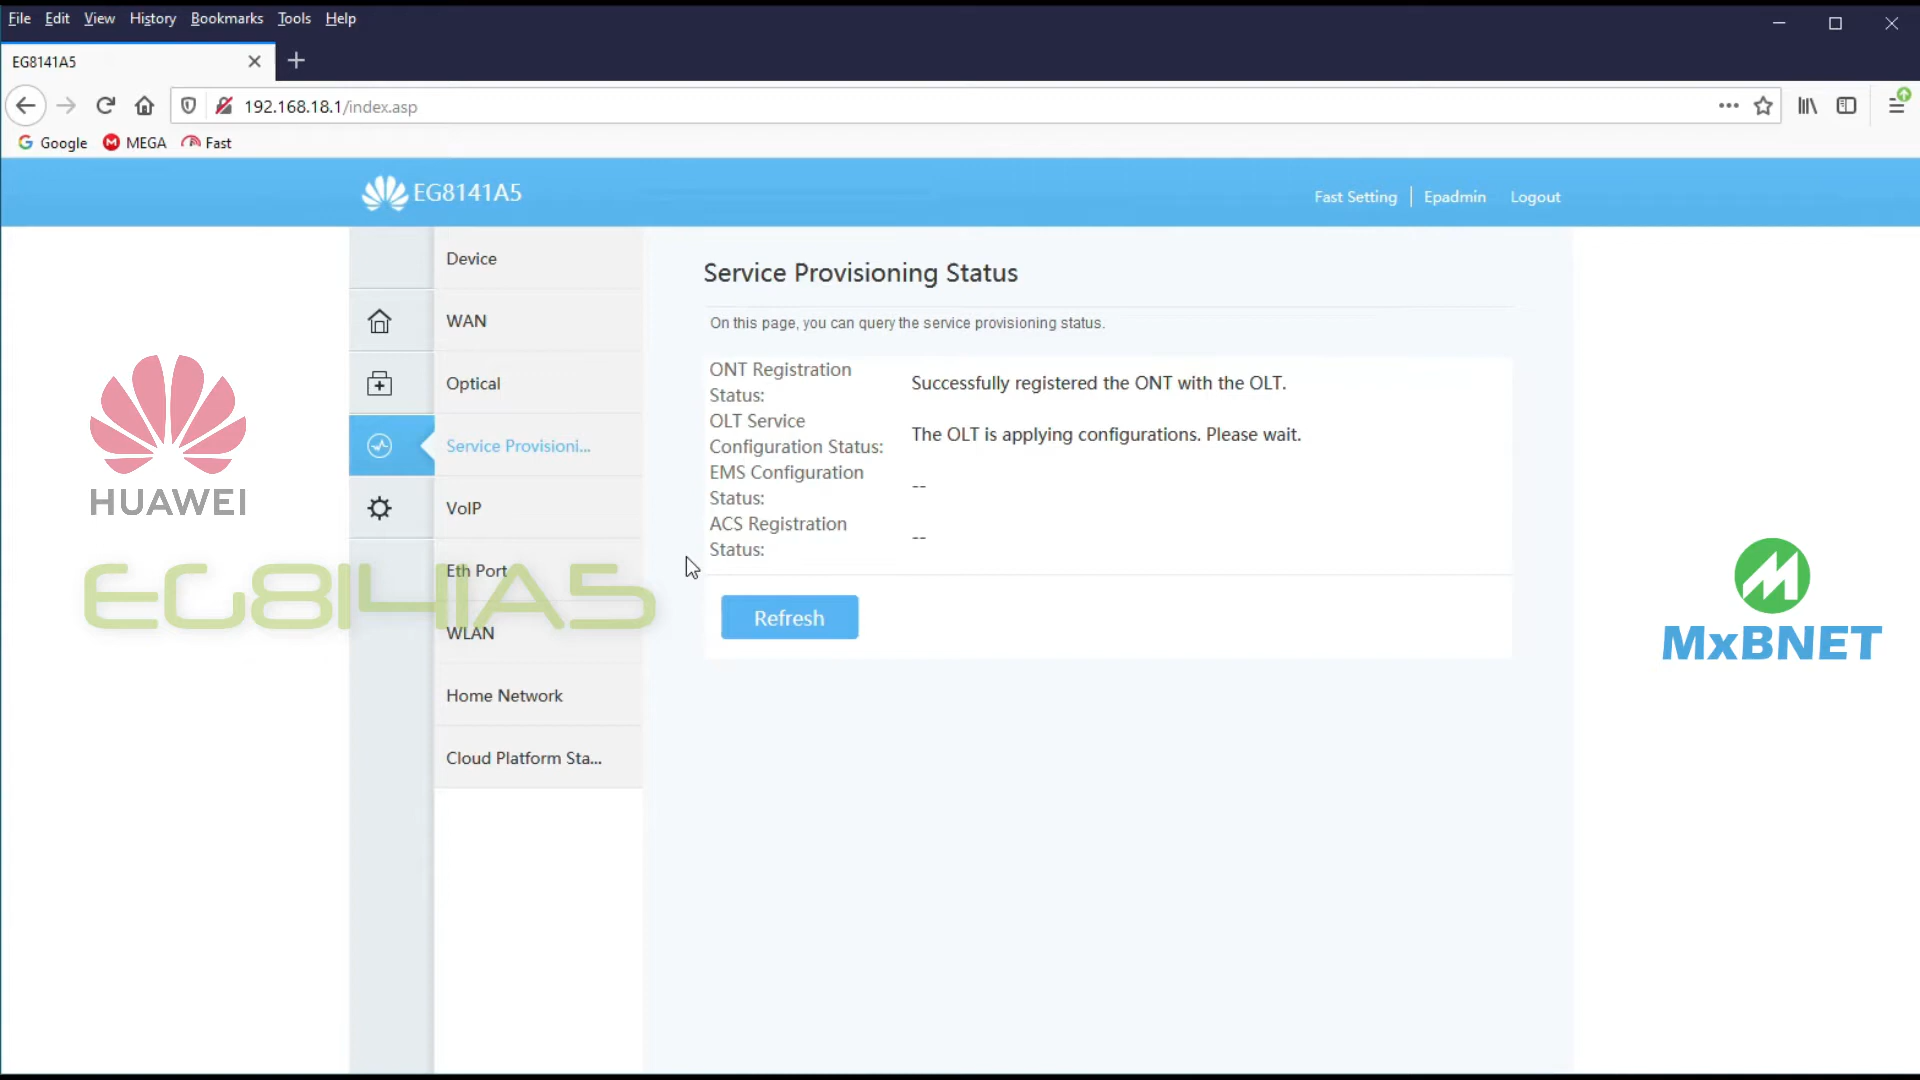 File Edit View History Bookmarks Tools Help
EG8141A5
192.168.18.1/index.asp
Google MEGA Fast
EG8141A5
Fast Setting Epadmin Logout
Device
WAN
Optical
Service Provisioni...
VoIP
Eth Port
WLAN
Home Network
Cloud Platform Sta...
Service Provisioning Status
On this page, you can query the service provisioning status.
ONT Registration
Status:
Successfully registered the ONT with the OLT.
OLT Service
Configuration Status:
The OLT is applying configurations. Please wait.
EMS Configuration
Status:
--
ACS Registration
Status:
--
Refresh
HUAWEI
EG8141A5
MxBNET